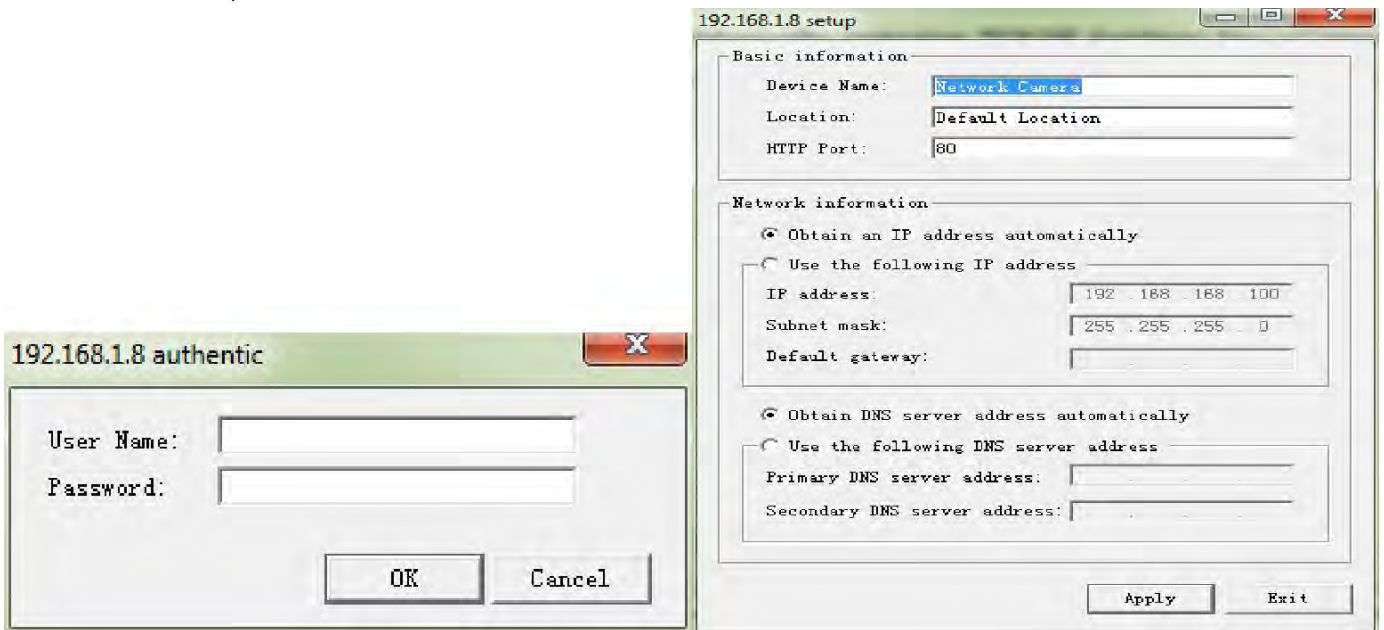 192.168.1.8 authentic
User Name:
Password:
OK Cancel
192.168.1.8 setup
Basic information
Device Name: Network Camera
Location: Default Location
HTTP Port: 80
Network information
Obtain an IP address automatically
Use the following IP address
IP address: 192 . 168 . 168 . 100
Subnet mask: 255 . 255 . 255 . 0
Default gateway:
Obtain DNS server address automatically
Use the following DNS server address
Primary DNS server address:
Secondary DNS server address:
Apply Exit